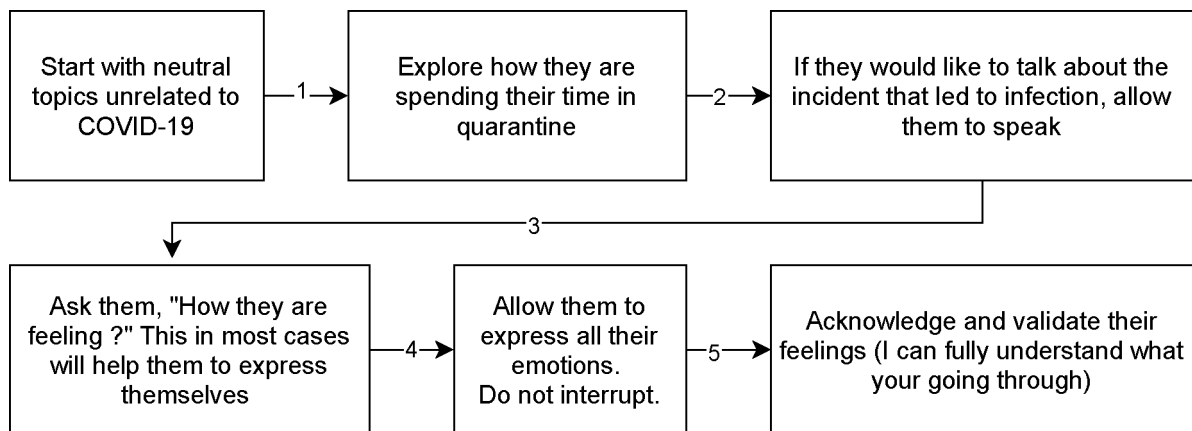 Start with neutral
topics unrelated to
COVID-19
1
Explore how they are
spending their time in
quarantine
2
If they would like to talk about the
incident that led to infection, allow
them to speak
3
Ask them, "How they are
feeling ?" This in most cases
will help them to express
themselves
4
Allow them to
express all their
emotions.
Do not interrupt.
5
Acknowledge and validate their
feelings (I can fully understand what
your going through)